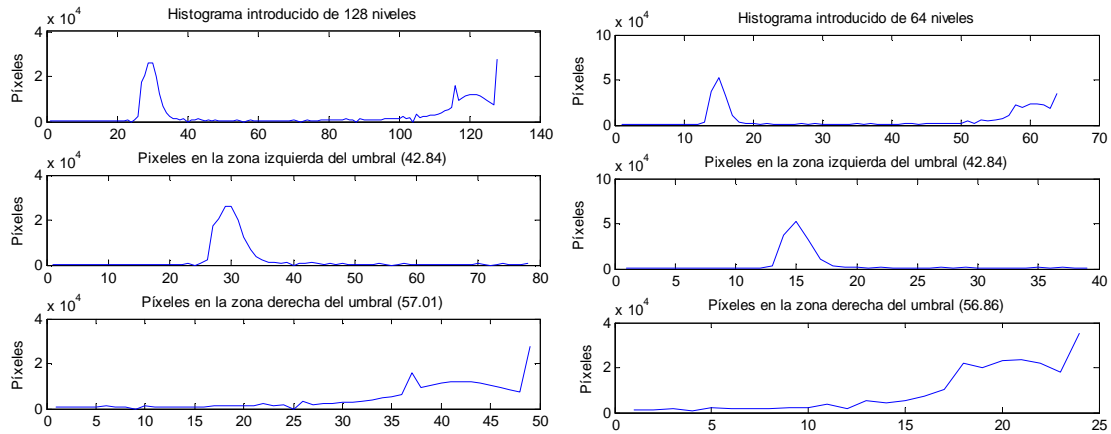 Histograma introducido de 128 niveles
x 10^4
Píxeles
4
2
0
0 20 40 60 80 100 120 140
Pixeles en la zona izquierda del umbral (42.84)
x 10^4
Píxeles
4
2
0
0 10 20 30 40 50 60 70 80
Píxeles en la zona derecha del umbral (57.01)
x 10^4
Píxeles
4
2
0
0 5 10 15 20 25 30 35 40 45 50
Histograma introducido de 64 niveles
x 10^4
Píxeles
10
5
0
0 10 20 30 40 50 60 70
Pixeles en la zona izquierda del umbral (42.84)
x 10^4
Píxeles
10
5
0
0 5 10 15 20 25 30 35 40
Píxeles en la zona derecha del umbral (56.86)
x 10^4
Píxeles
4
2
0
0 5 10 15 20 25